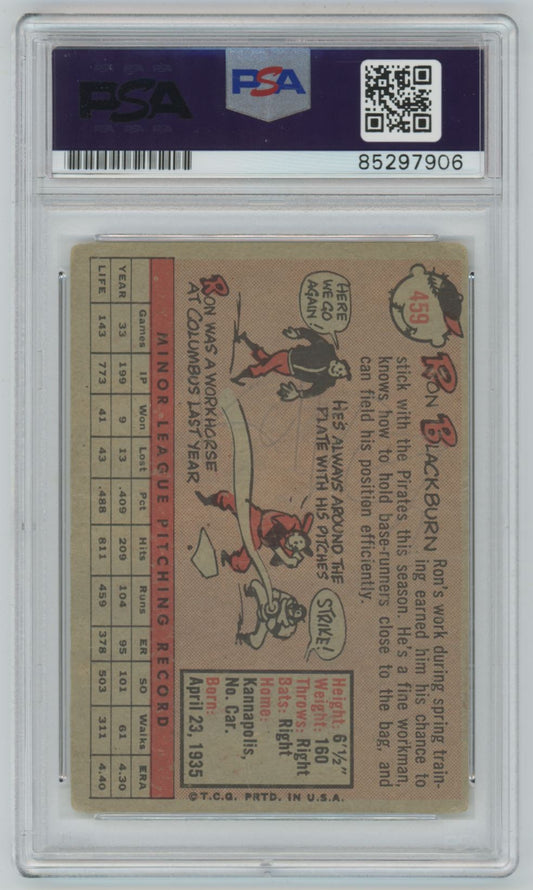 PSA
PSA
85297906
459
RON BLACKBURN
Ron's work during spring train-
ing earned him his chance to
stick with the Pirates this season. He's a fine workman,
knows how to hold base-runners close to the bag, and
can field his position efficiently.
HERE
WE GO
AGAIN!
HE'S ALWAYS AROUND THE
PLATE WITH HIS PITCHES
STRIKE!
RON WAS A WORKHORSE
AT COLUMBUS LAST YEAR
Height: 6'½"
Weight: 160
Throws: Right
Bats: Right
Home:
Kannapolis,
No. Car.
Born:
April 23, 1935
MINOR LEAGUE PITCHING RECORD
Games IP Won Lost Pct Hits Runs ER SO Walks ERA
YEAR 33 199 9 13 .409 209 104 95 101 61 4.30
LIFE 143 773 41 43 .488 811 459 378 503 311 4.40
©T.C.G. PRTD. IN U.S.A.